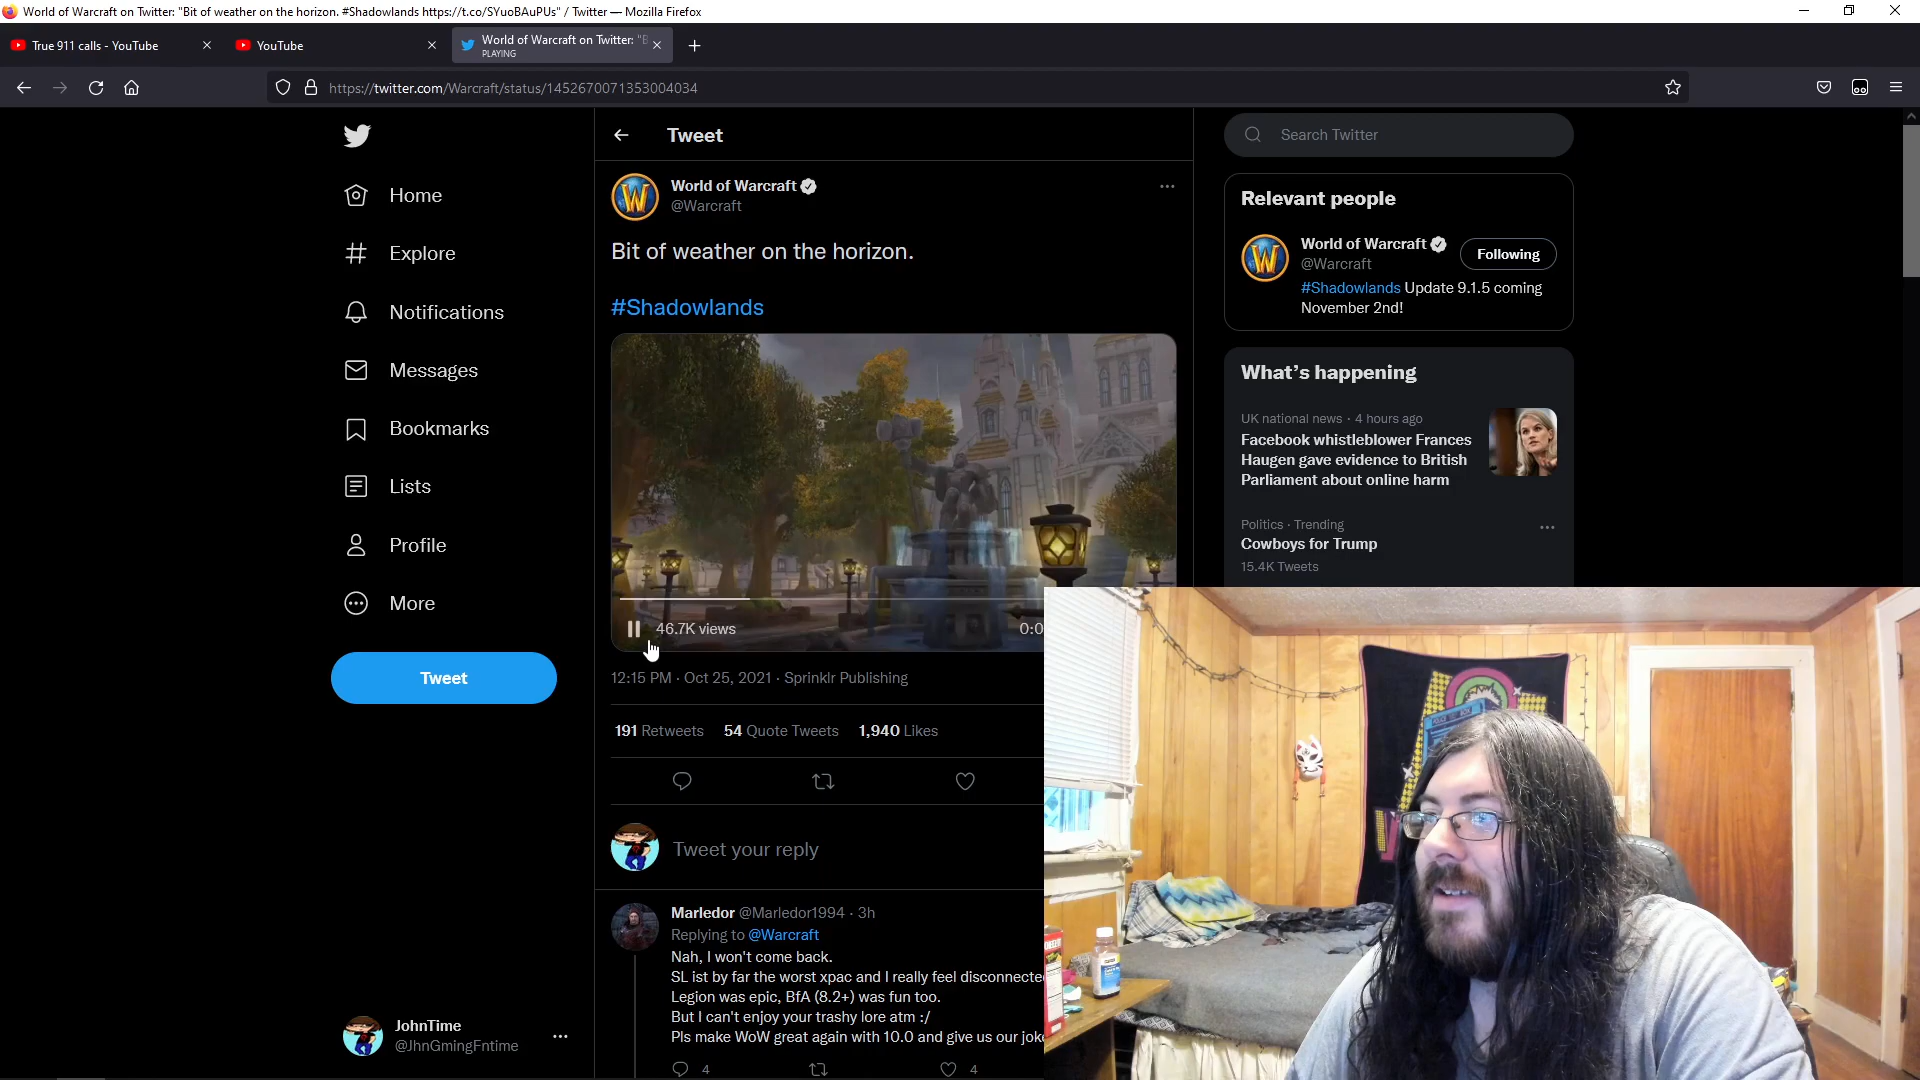 World of Warcraft on Twitter: "Bit of weather on the horizon. #Shadowlands https://t.co/SYuoBAuPUs" / Twitter — Mozilla Firefox
True 911 calls - YouTube
YouTube
World of Warcraft on Twitter: "B
PLAYING
https://twitter.com/Warcraft/status/1452670071353004034
Home
Explore
Notifications
Messages
Bookmarks
Lists
Profile
More
Tweet
JohnTime
@JhnGmingFntime
Tweet
World of Warcraft
@Warcraft
Bit of weather on the horizon.
#Shadowlands
46.7K views
0:0
12:15 PM · Oct 25, 2021 · Sprinklr Publishing
191 Retweets 54 Quote Tweets 1,940 Likes
Tweet your reply
Marledor @Marledor1994 · 3h
Replying to @Warcraft
Nah, I won't come back.
SL ist by far the worst xpac and I really feel disconnecte
Legion was epic, BfA (8.2+) was fun too.
But I can't enjoy your trashy lore atm :/
Pls make WoW great again with 10.0 and give us our jok
4
4
Search Twitter
Relevant people
World of Warcraft
@Warcraft
Following
#Shadowlands Update 9.1.5 coming
November 2nd!
What's happening
UK national news · 4 hours ago
Facebook whistleblower Frances
Haugen gave evidence to British
Parliament about online harm
Politics · Trending
Cowboys for Trump
15.4K Tweets